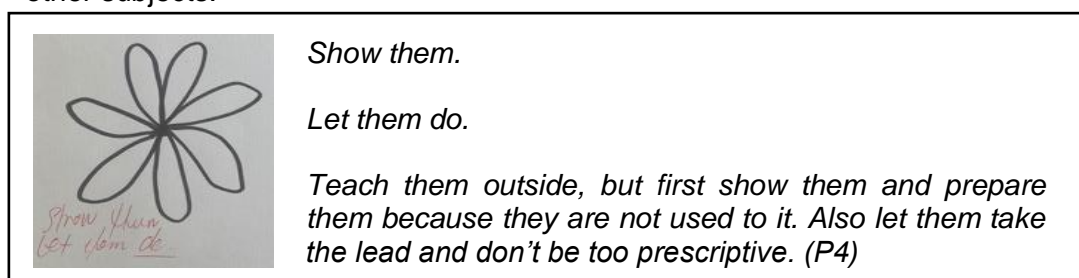 other subjects.
Show them.
Let them do.
Teach them outside, but first show them and prepare
them because they are not used to it. Also let them take
the lead and don't be too prescriptive. (P4)
Show them
Let them do